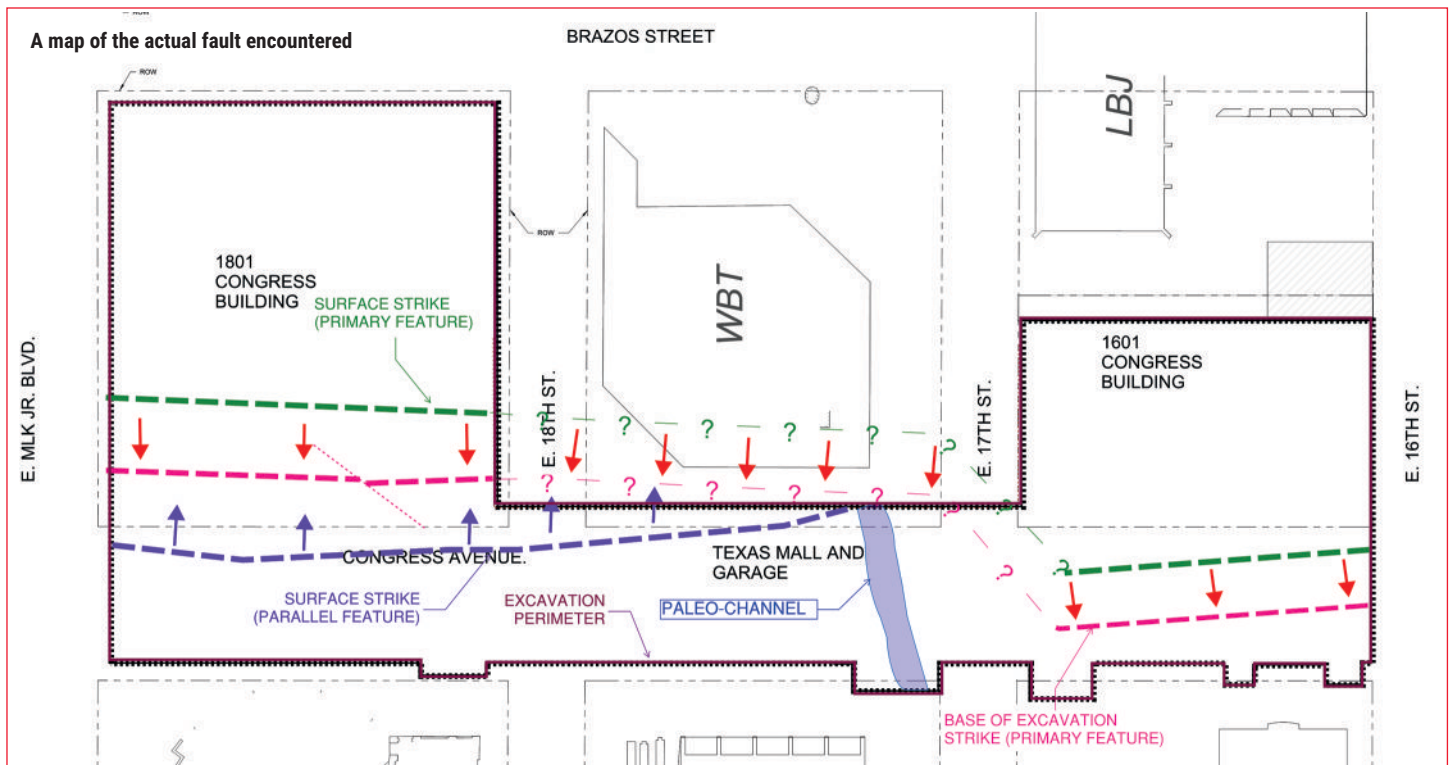 A map of the actual fault encountered
BRAZOS STREET
ROW
LBJ
ROW
WBT
1801
CONGRESS
BUILDING
SURFACE STRIKE
(PRIMARY FEATURE)
1601
CONGRESS
BUILDING
E. MLK JR. BLVD.
E. 18TH ST.
E. 17TH ST.
E. 16TH ST.
? ? ? ? ? ?
? ? ? ? ? ?
? ?
CONGRESS AVENUE.
TEXAS MALL AND
GARAGE
SURFACE STRIKE
(PARALLEL FEATURE)
EXCAVATION
PERIMETER
PALEO-CHANNEL
BASE OF EXCAVATION
STRIKE (PRIMARY FEATURE)